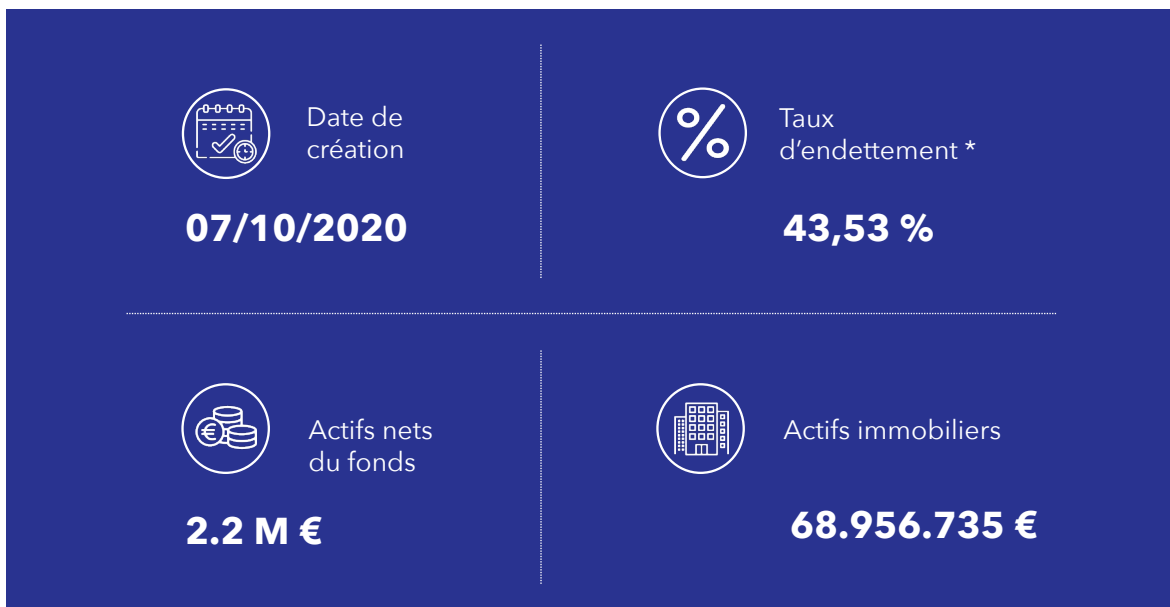 Date de
création
07/10/2020
Taux
d'endettement *
43,53 %
Actifs nets
du fonds
2.2 M €
Actifs immobiliers
68.956.735 €